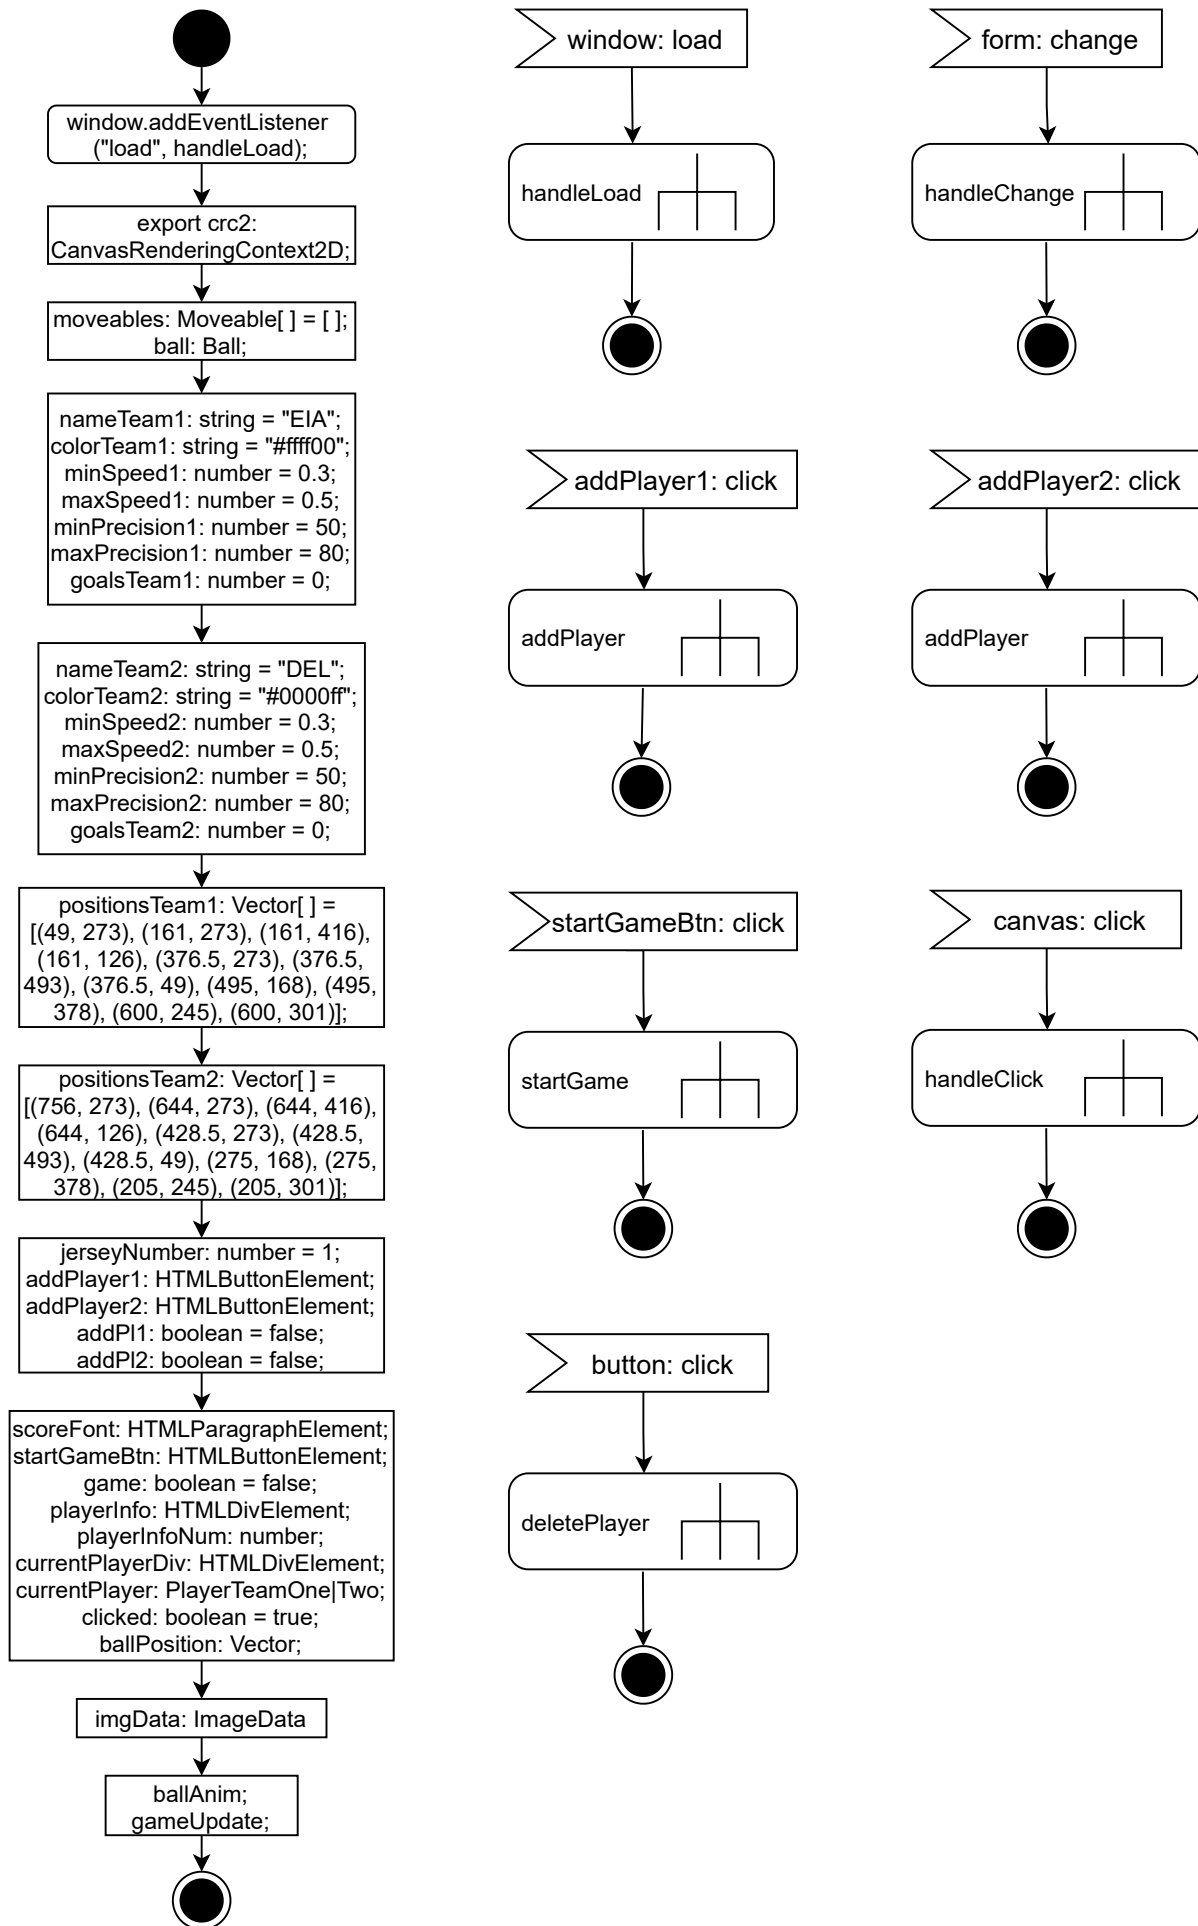 window.addEventListener
("load", handleLoad);
export crc2:
CanvasRenderingContext2D;
moveables: Moveable[ ] = [ ];
ball: Ball;
nameTeam1: string = "EIA";
colorTeam1: string = "#ffff00";
minSpeed1: number = 0.3;
maxSpeed1: number = 0.5;
minPrecision1: number = 50;
maxPrecision1: number = 80;
goalsTeam1: number = 0;
nameTeam2: string = "DEL";
colorTeam2: string = "#0000ff";
minSpeed2: number = 0.3;
maxSpeed2: number = 0.5;
minPrecision2: number = 50;
maxPrecision2: number = 80;
goalsTeam2: number = 0;
positionsTeam1: Vector[ ] =
[(49, 273), (161, 273), (161, 416),
(161, 126), (376.5, 273), (376.5,
493), (376.5, 49), (495, 168), (495,
378), (600, 245), (600, 301)];
positionsTeam2: Vector[ ] =
[(756, 273), (644, 273), (644, 416),
(644, 126), (428.5, 273), (428.5,
493), (428.5, 49), (275, 168), (275,
378), (205, 245), (205, 301)];
jerseyNumber: number = 1;
addPlayer1: HTMLButtonElement;
addPlayer2: HTMLButtonElement;
addPl1: boolean = false;
addPl2: boolean = false;
scoreFont: HTMLParagraphElement;
startGameBtn: HTMLButtonElement;
game: boolean = false;
playerInfo: HTMLDivElement;
playerInfoNum: number;
currentPlayerDiv: HTMLDivElement;
currentPlayer: PlayerTeamOne|Two;
clicked: boolean = true;
ballPosition: Vector;
imgData: ImageData
ballAnim;
gameUpdate;
window: load
handleLoad
form: change
handleChange
addPlayer1: click
addPlayer
addPlayer2: click
addPlayer
startGameBtn: click
startGame
canvas: click
handleClick
button: click
deletePlayer